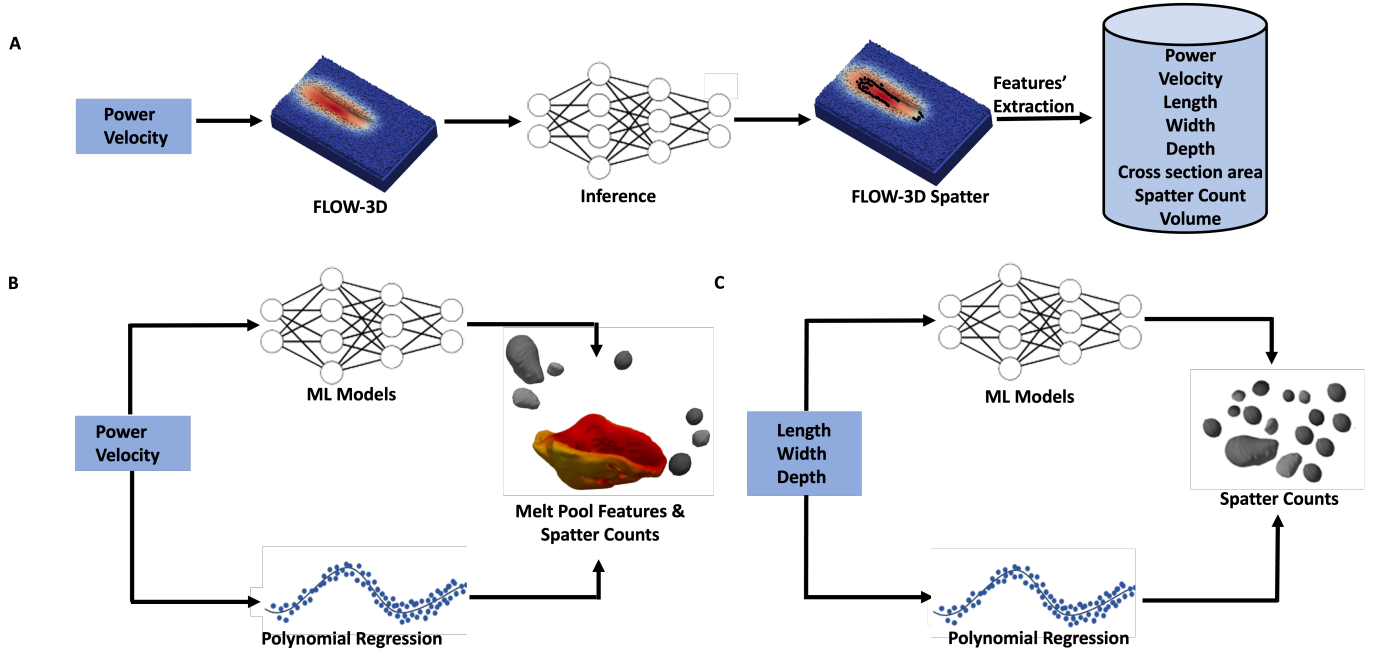 A
Power
Velocity
FLOW-3D
Inference
FLOW-3D Spatter
Features'
Extraction
Power
Velocity
Length
Width
Depth
Cross section area
Spatter Count
Volume
B
Power
Velocity
ML Models
Polynomial Regression
Melt Pool Features &
Spatter Counts
C
Length
Width
Depth
ML Models
Polynomial Regression
Spatter Counts